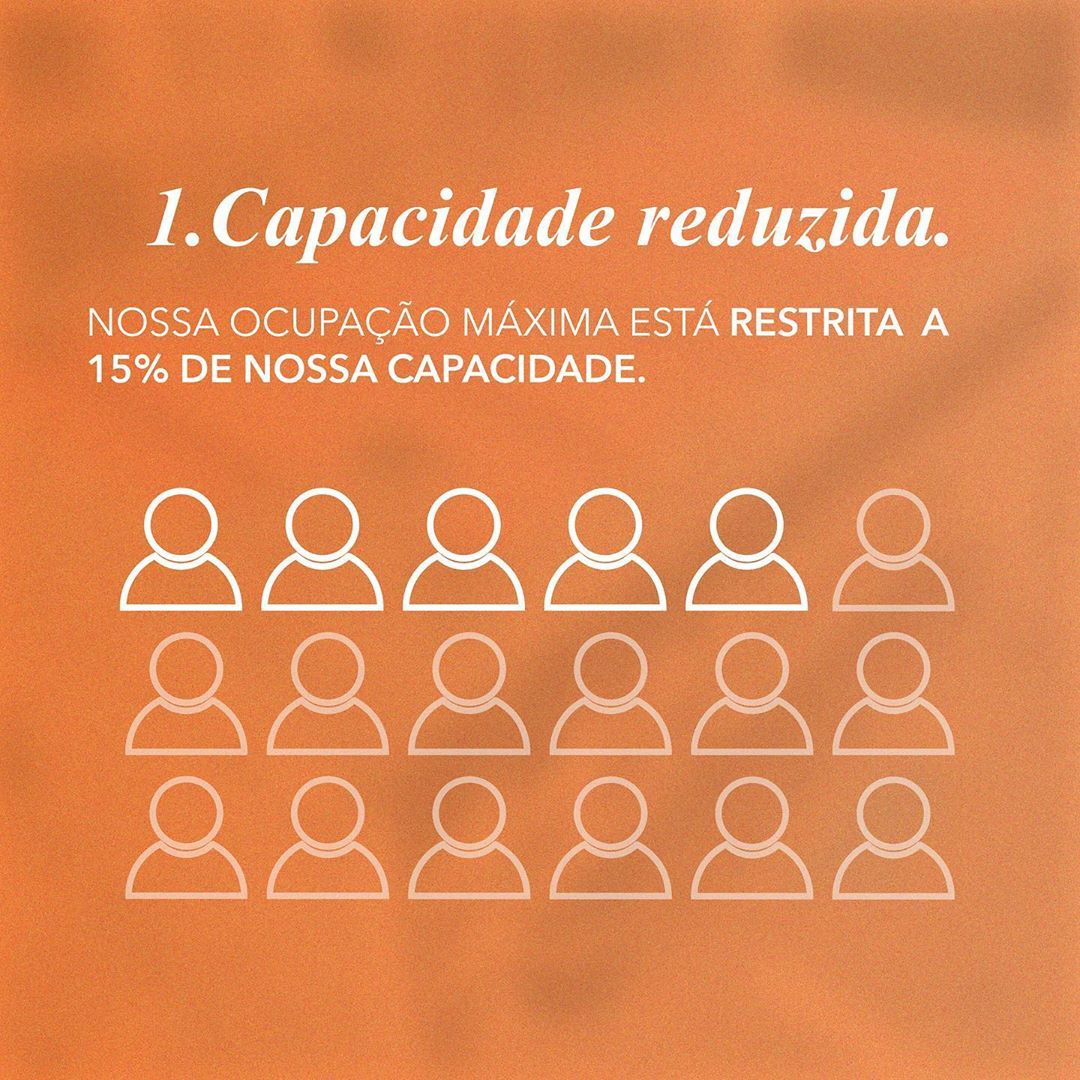 1.Capacidade reduzida.
NOSSA OCUPAÇÃO MÁXIMA ESTÁ RESTRITA A
15% DE NOSSA CAPACIDADE.